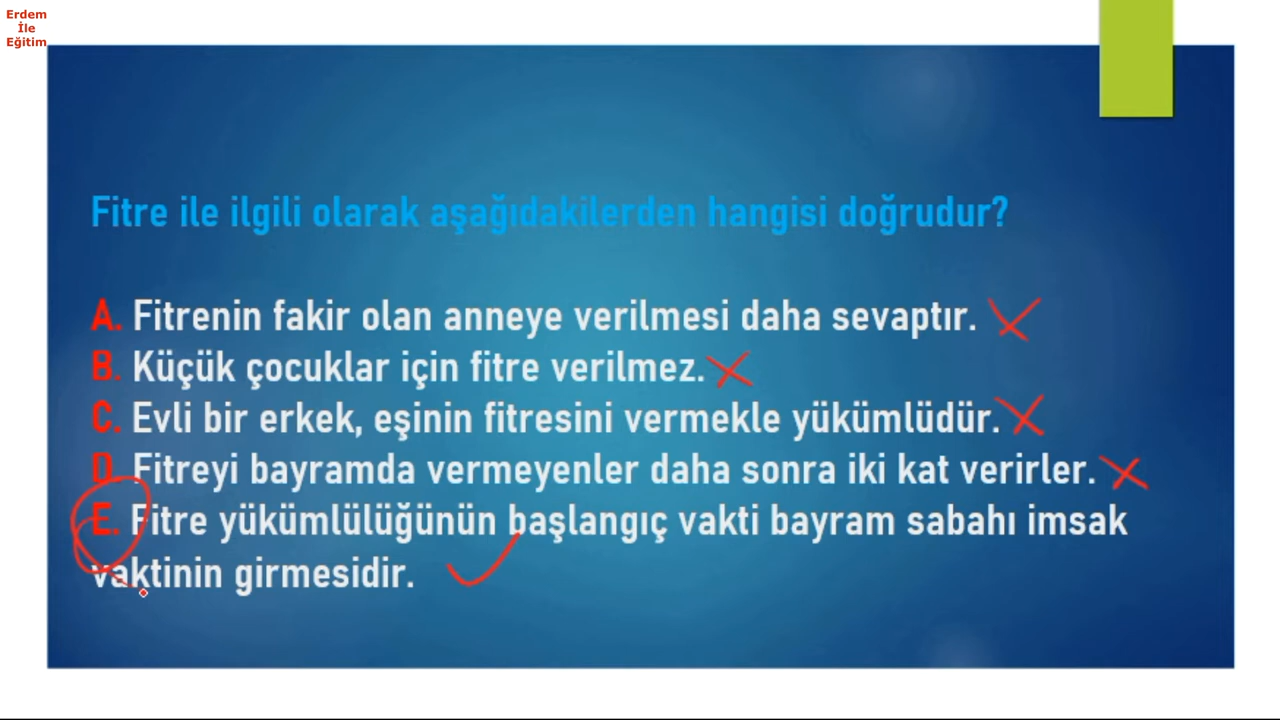 Erdem
İle
Eğitim
Fitre ile ilgili olarak aşağıdakilerden hangisi doğrudur?
A. Fitrenin fakir olan anneye verilmesi daha sevaptır.
B. Küçük çocuklar için fitre verilmez.
C. Evli bir erkek, eşinin fitresini vermekle yükümlüdür.
D. Fitreyi bayramda vermeyenler daha sonra iki kat verirler.
E. Fitre yükümlülüğünün başlangıç vakti bayram sabahı imsak
vaktinin girmesidir.